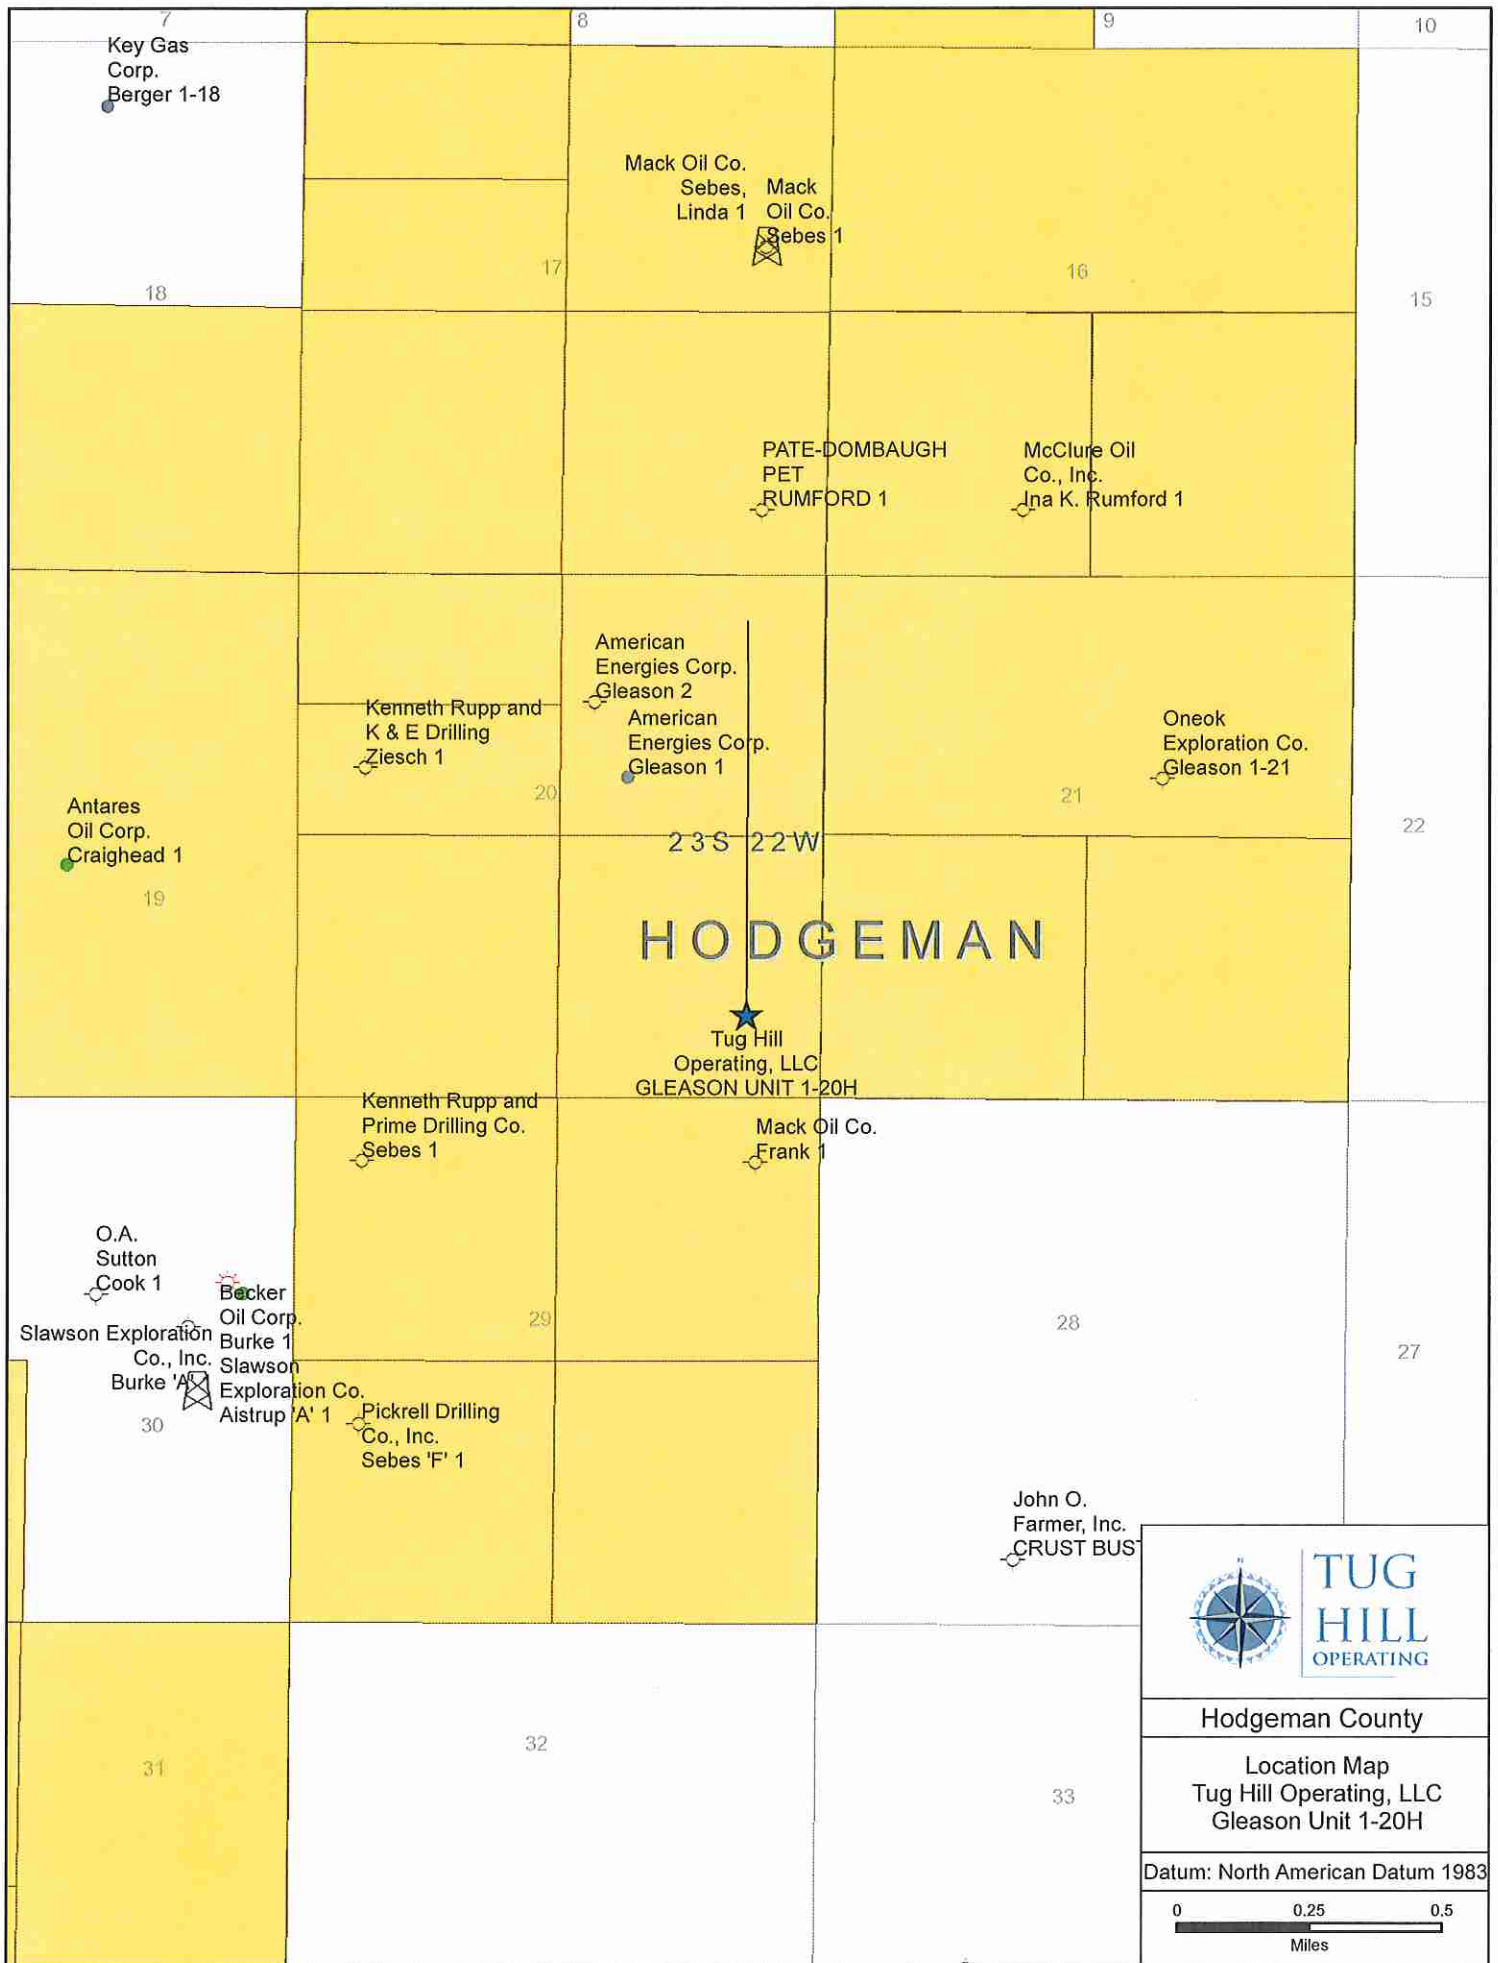 7
8
9
10
Key Gas
Corp.
Berger 1-18
Mack Oil Co.
Sebes,
Linda 1
Mack
Oil Co.
Sebes 1
17
16
18
15
PATE-DOMBAUGH
PET
RUMFORD 1
McClure Oil
Co., Inc.
Ina K. Rumford 1
American
Energies Corp.
Gleason 2
Kenneth Rupp and
K & E Drilling
Ziesch 1
American
Energies Corp.
Gleason 1
Oneok
Exploration Co.
Gleason 1-21
20
21
22
Antares
Oil Corp.
Craighead 1
19
23S 22W
HODGEMAN
Tug Hill
Operating, LLC
GLEASON UNIT 1-20H
Kenneth Rupp and
Prime Drilling Co.
Sebes 1
Mack Oil Co.
Frank 1
O.A.
Sutton
Cook 1
Becker
Oil Corp.
Burke 1
Slawson Exploration
Co., Inc.
Burke 'A'
Slawson
Exploration Co.
Aistrup 'A' 1
29
28
27
30
Pickrell Drilling
Co., Inc.
Sebes 'F' 1
John O.
Farmer, Inc.
CRUST BUST
31
32
33
N
TUG
HILL
OPERATING
Hodgeman County
Location Map
Tug Hill Operating, LLC
Gleason Unit 1-20H
Datum: North American Datum 1983
0 0.25 0.5
Miles